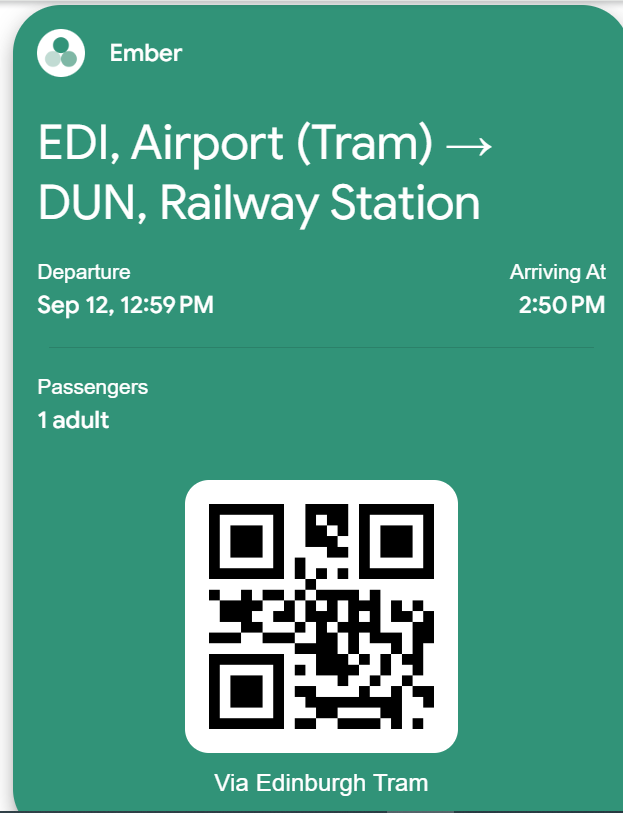 Ember
EDI, Airport (Tram) →
DUN, Railway Station
Departure
Arriving At
Sep 12, 12:59 PM
2:50 PM
Passengers
1 adult
Via Edinburgh Tram